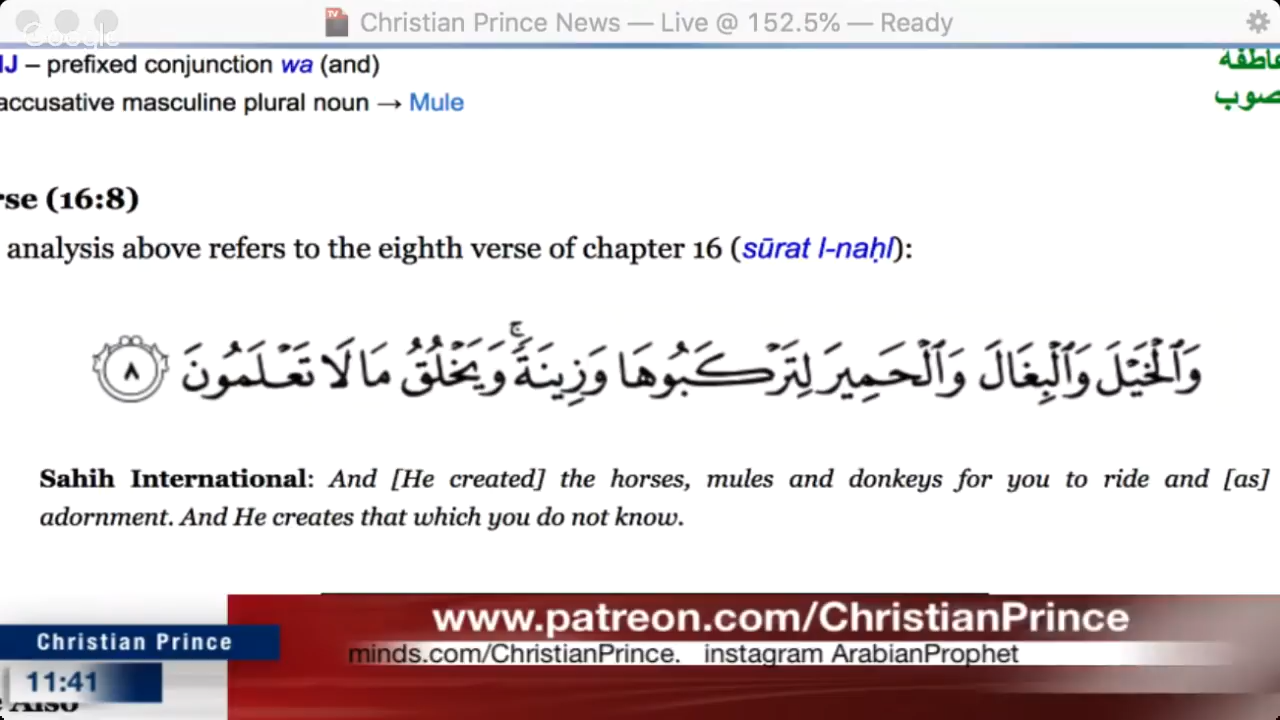 Christian Prince News — Live @ 152.5% — Ready
Google
– prefixed conjunction wa (and)
عاطفة
accusative masculine plural noun → Mule
(16:8)
analysis above refers to the eighth verse of chapter 16 (sūrat l-naḥl):
وَٱلْخَيْلَ وَٱلْبِغَالَ وَٱلْحَمِيرَ لِتَرْكَبُوهَا وَزِينَةًۚ وَيَخْلُقُ مَا لَا تَعْلَمُونَ ٨
Sahih International: And [He created] the horses, mules and donkeys for you to ride and [as]
adornment. And He creates that which you do not know.
www.patreon.com/ChristianPrince
Christian Prince
minds.com/ChristianPrince. instagram ArabianProphet
11:41
Also